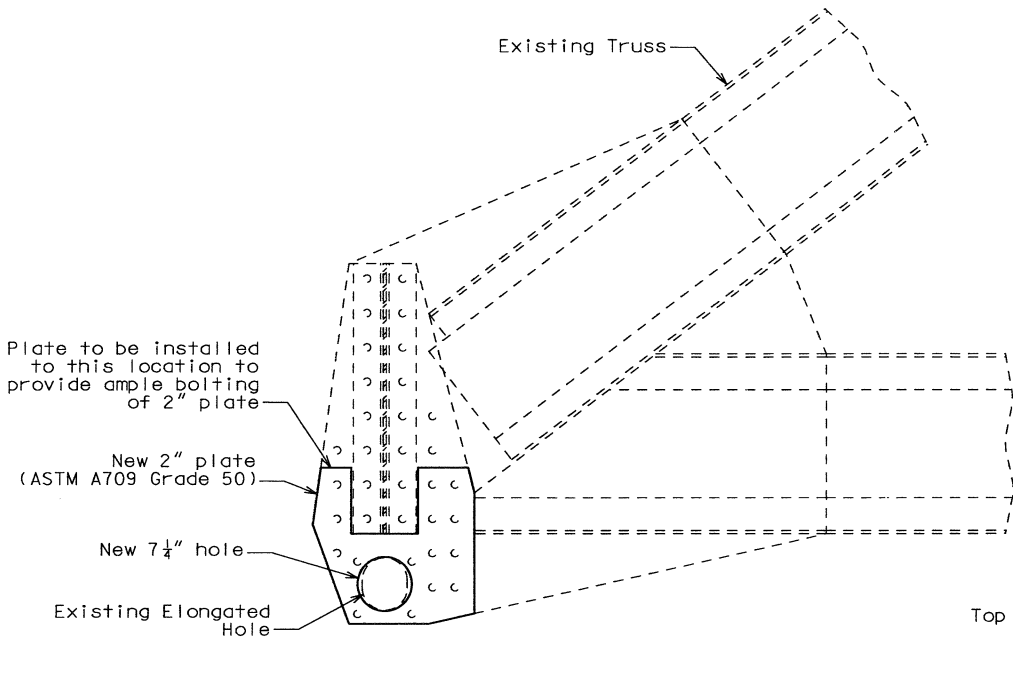 Existing Truss
Plate to be installed
to this location to
provide ample bolting
of 2" plate
New 2" plate
(ASTM A709 Grade 50)
New 7¼" hole
Existing Elongated
Hole
Top